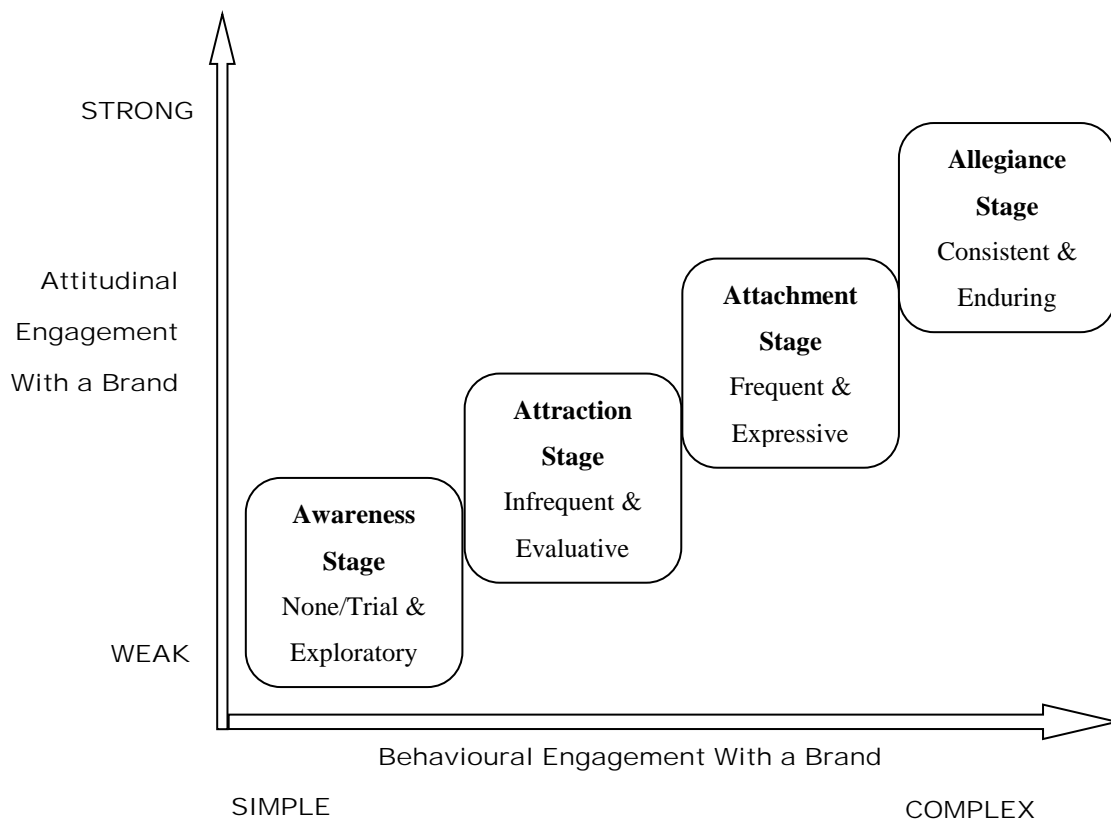 STRONG
Attitudinal
Engagement
With a Brand
WEAK
Awareness
Stage
None/Trial &
Exploratory
Attraction
Stage
Infrequent &
Evaluative
Attachment
Stage
Frequent &
Expressive
Allegiance
Stage
Consistent &
Enduring
Behavioural Engagement With a Brand
SIMPLE
COMPLEX